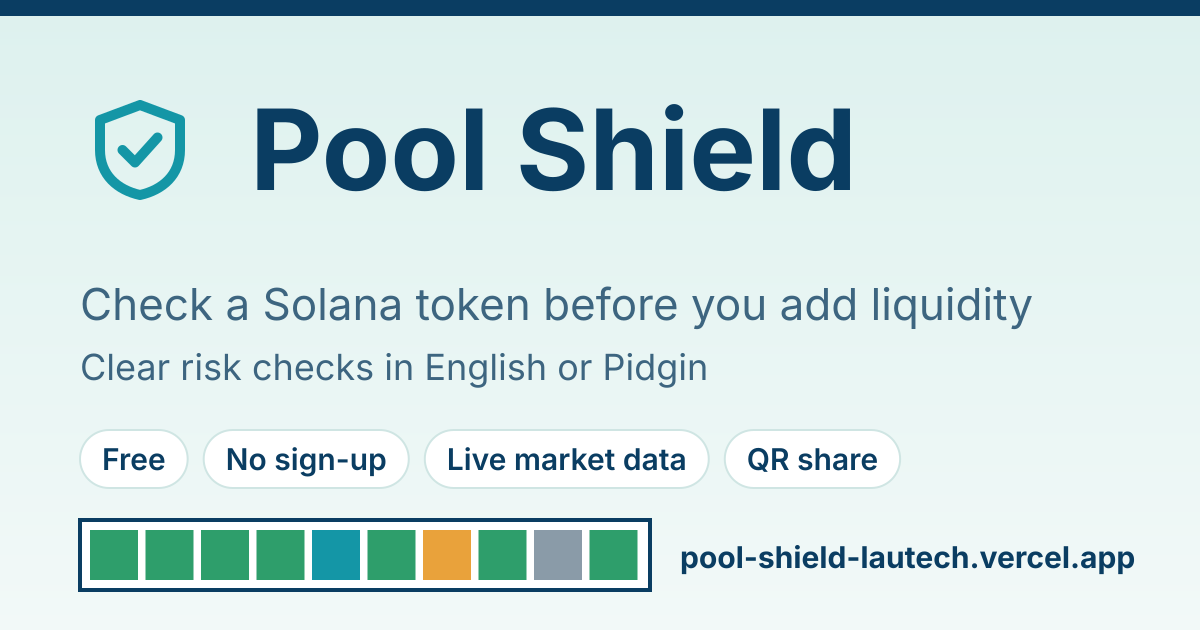 Pool Shield
Check a Solana token before you add liquidity
Clear risk checks in English or Pidgin
Free No sign-up Live market data QR share
pool-shield-lautech.vercel.app